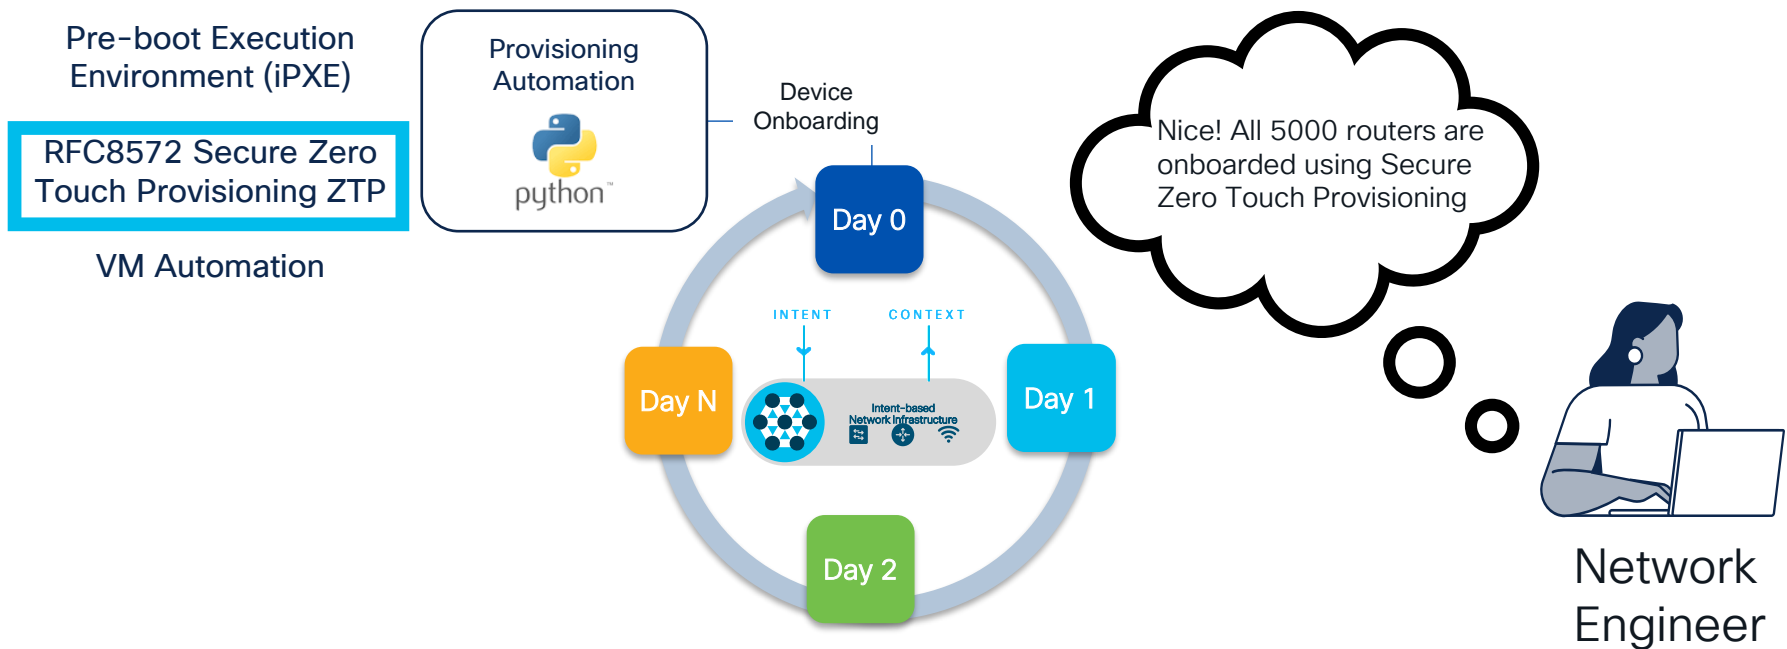 Pre-boot Execution
Environment (iPXE)
RFC8572 Secure Zero
Touch Provisioning ZTP
VM Automation
Provisioning
Automation
python™
Device
Onboarding
Day 0
Day 1
Day 2
Day N
INTENT
CONTEXT
Intent-based
Network Infrastructure
Nice! All 5000 routers are
onboarded using Secure
Zero Touch Provisioning
Network
Engineer